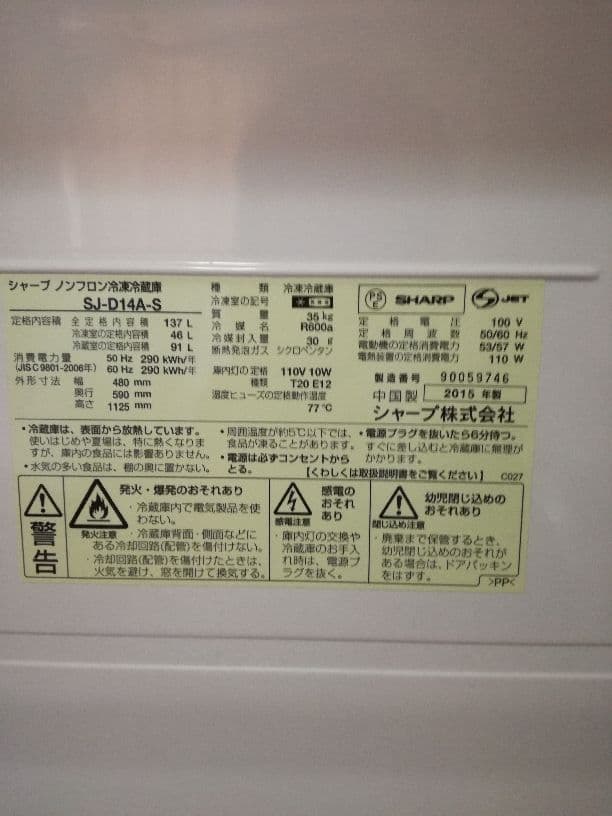 シャープ ノンフロン冷凍冷蔵庫
SJ-D14A-S
定格内容積 全定格内容積 137 L
冷凍室の定格内容積 46 L
冷蔵室の定格内容積 91 L
消費電力量 50 Hz 290 kWh/年
(JIS C 9801-2006年) 60 Hz 290 kWh/年
外形寸法 幅 480 mm
奥行 590 mm
高さ 1125 mm
種類 冷凍冷蔵庫
冷凍室の記号
質量 35 kg
冷媒名 R600a
冷媒封入量 30 g
断熱発泡ガス シクロペンタン
庫内灯の定格 110V 10W
種類 T20 E12
温度ヒューズの定格動作温度
77 ℃
PS
E
SHARP
JET
定格電圧 100 V
定格周波数 50/60 Hz
電動機の定格消費電力 53/57 W
電熱装置の定格消費電力 110 W
製造番号 90059746
中国製 2015 年製
シャープ株式会社
・冷蔵庫は、表面から放熱しています。
使いはじめや夏場は、特に熱くなりま
すが、庫内の食品には影響ありません。
・水気の多い食品は、棚の奥に置かない。
・周囲温度が約5℃以下では、
食品が凍ることがあります。
・電源は必ずコンセントから
とる。
・電源プラグを抜いたら6分待つ。
すぐに差し込むと冷蔵庫に無理が
かかります。
【くわしくは取扱説明書をご覧ください】 C027
警告
発火・爆発のおそれあり
発火注意
・冷蔵庫内で電気製品を使
わない。
・冷蔵庫背面・側面などに
ある冷却回路(配管)を傷付けない。
・冷却回路(配管)を傷付けたときは、
火気を避け、窓を開けて換気する。
感電の
おそれ
あり
感電注意
・庫内灯の交換や
冷蔵庫のお手入
れ時は、電源プ
ラグを抜く。
幼児閉じ込めの
おそれあり
閉じ込め注意
・廃棄まで保管するとき、
幼児閉じ込めのおそれが
ある場合は、ドアパッキン
をはずす。
>PP<